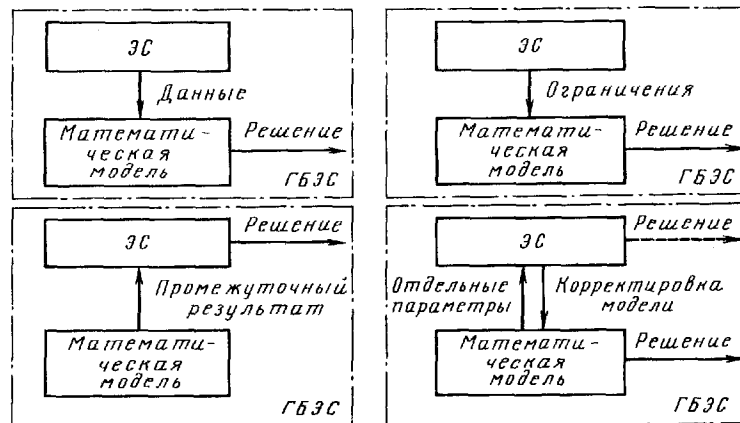 ЭС
Данные
Математи-
ческая
модель
Решение
ГБЭС
ЭС
Ограничения
Математи-
ческая
модель
Решение
ГБЭС
ЭС
Решение
Промежуточный
результат
Математи-
ческая
модель
ГБЭС
ЭС
Решение
Отдельные
параметры
Корректировка
модели
Математи-
ческая
модель
Решение
ГБЭС